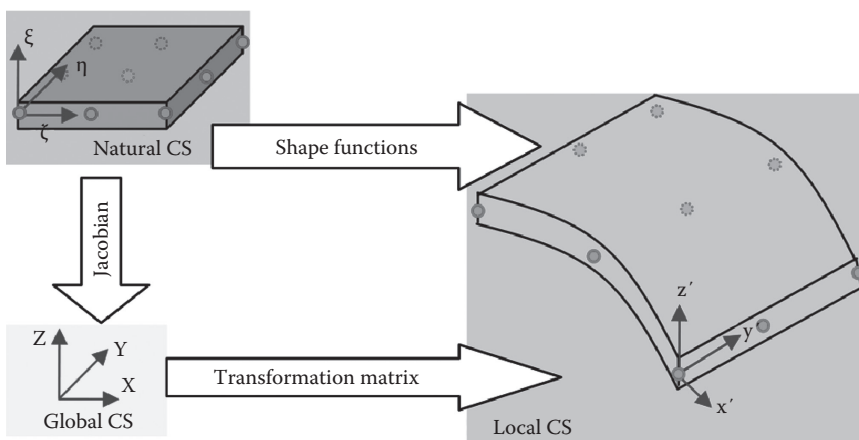 ξ
η
ζ
Natural CS
Shape functions
Jacobian
Z
Y
X
Global CS
Transformation matrix
z′
y′
x′
Local CS